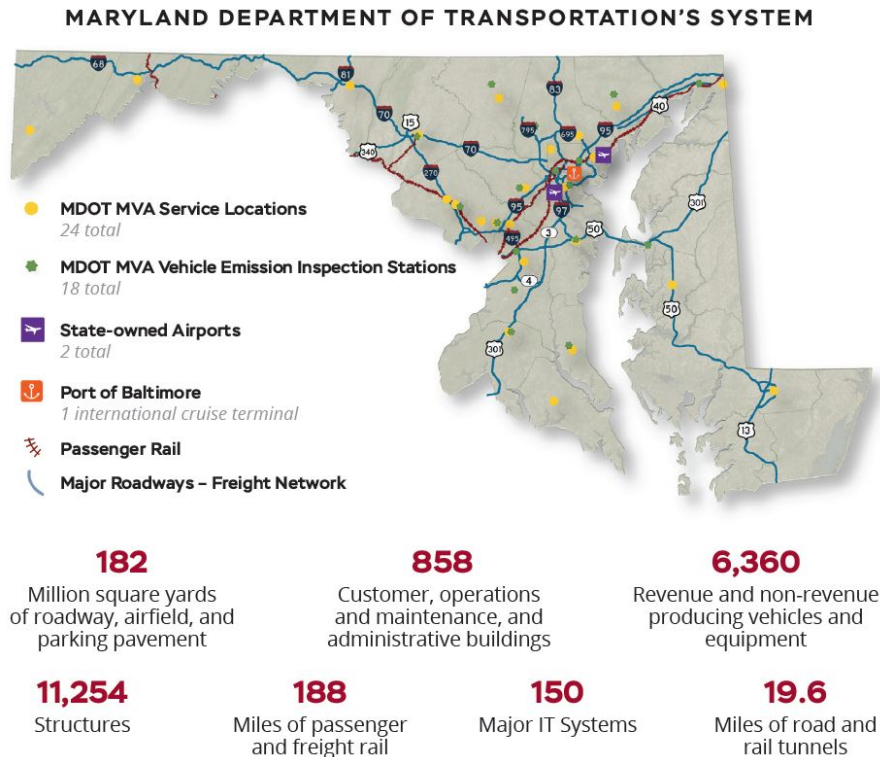 MARYLAND DEPARTMENT OF TRANSPORTATION'S SYSTEM
68
81
70
15
340
270
70
83
795
695
95
40
95
97
495
3
50
301
4
50
301
13
MDOT MVA Service Locations
24 total
MDOT MVA Vehicle Emission Inspection Stations
18 total
State-owned Airports
2 total
Port of Baltimore
1 international cruise terminal
Passenger Rail
Major Roadways – Freight Network
182
Million square yards
of roadway, airfield, and
parking pavement
858
Customer, operations
and maintenance, and
administrative buildings
6,360
Revenue and non-revenue
producing vehicles and
equipment
11,254
Structures
188
Miles of passenger
and freight rail
150
Major IT Systems
19.6
Miles of road and
rail tunnels